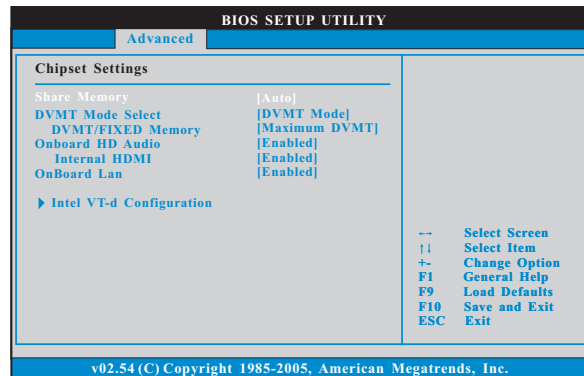 BIOS SETUP UTILITY
Advanced
Chipset Settings
Share Memory [Auto]
DVMT Mode Select [DVMT Mode]
DVMT/FIXED Memory [Maximum DVMT]
Onboard HD Audio [Enabled]
Internal HDMI [Enabled]
OnBoard Lan [Enabled]
Intel VT-d Configuration
←→ Select Screen
↑↓ Select Item
+- Change Option
F1 General Help
F9 Load Defaults
F10 Save and Exit
ESC Exit
v02.54 (C) Copyright 1985-2005, American Megatrends, Inc.